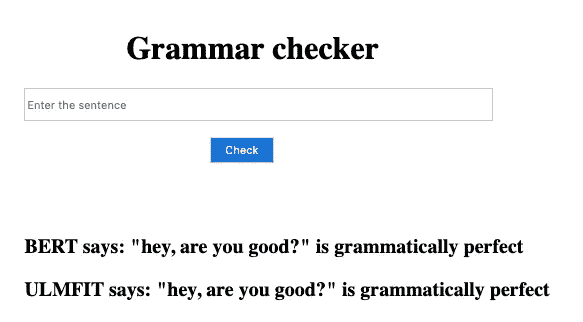 Grammar checker
Enter the sentence
Check
BERT says: "hey, are you good?" is grammatically perfect
ULMFIT says: "hey, are you good?" is grammatically perfect